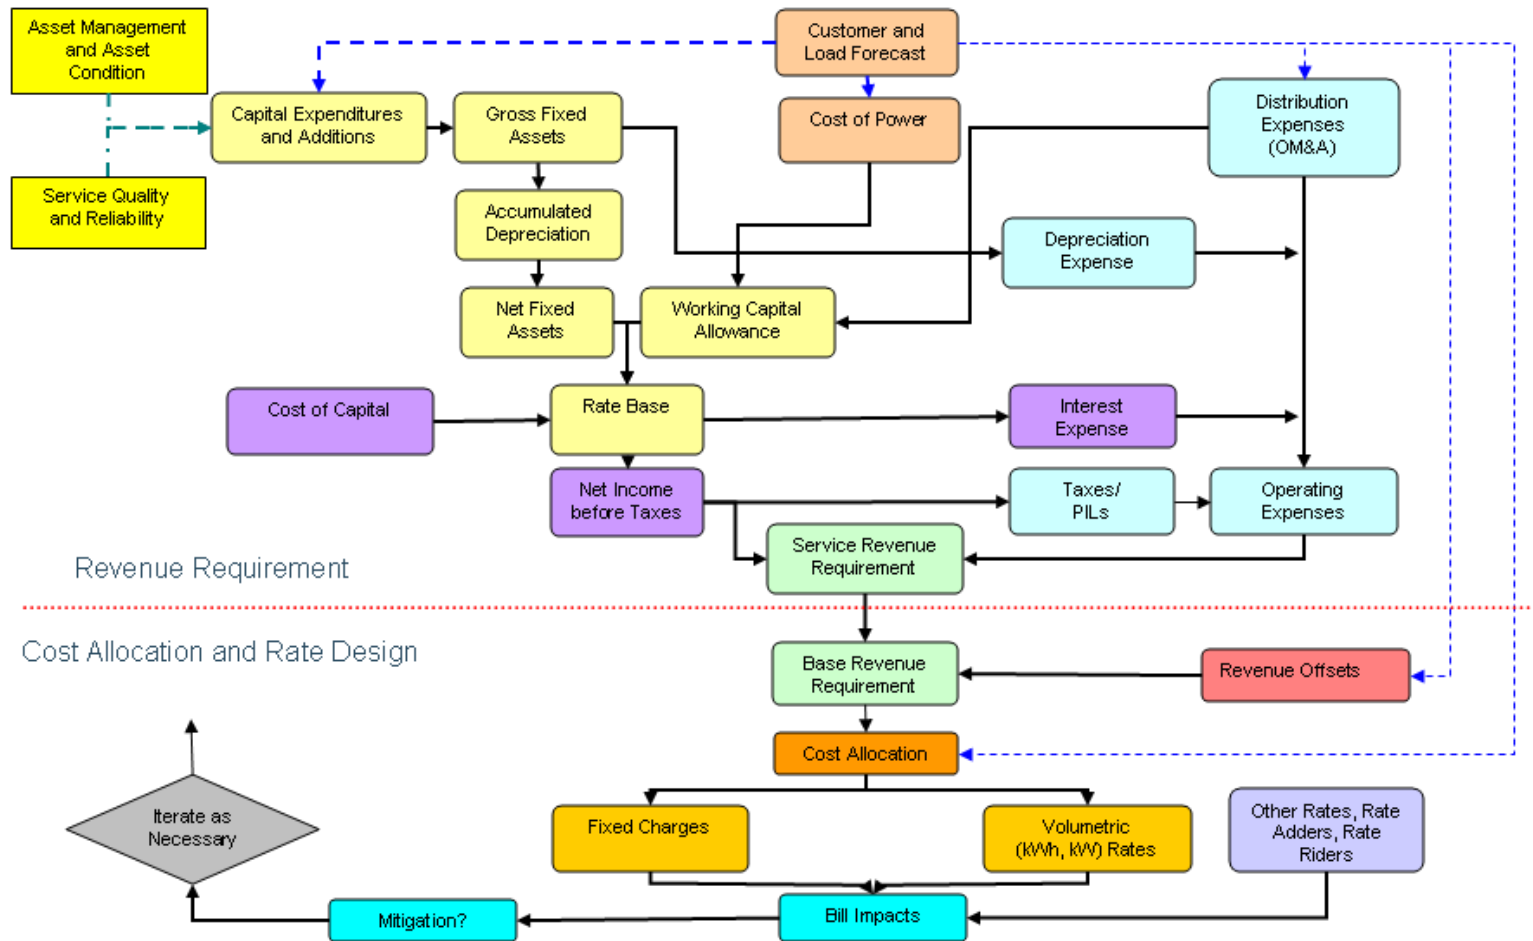 Asset Management
and Asset
Condition
Customer and
Load Forecast
Capital Expenditures
and Additions
Gross Fixed
Assets
Cost of Power
Distribution
Expenses
(OM&A)
Service Quality
and Reliability
Accumulated
Depreciation
Depreciation
Expense
Net Fixed
Assets
Working Capital
Allowance
Cost of Capital
Rate Base
Interest
Expense
Net Income
before Taxes
Taxes/
PILs
Operating
Expenses
Service Revenue
Requirement
Revenue Requirement
Cost Allocation and Rate Design
Base Revenue
Requirement
Revenue Offsets
Cost Allocation
Iterate as
Necessary
Fixed Charges
Volumetric
(kWh, kW) Rates
Other Rates, Rate
Adders, Rate
Riders
Mitigation?
Bill Impacts